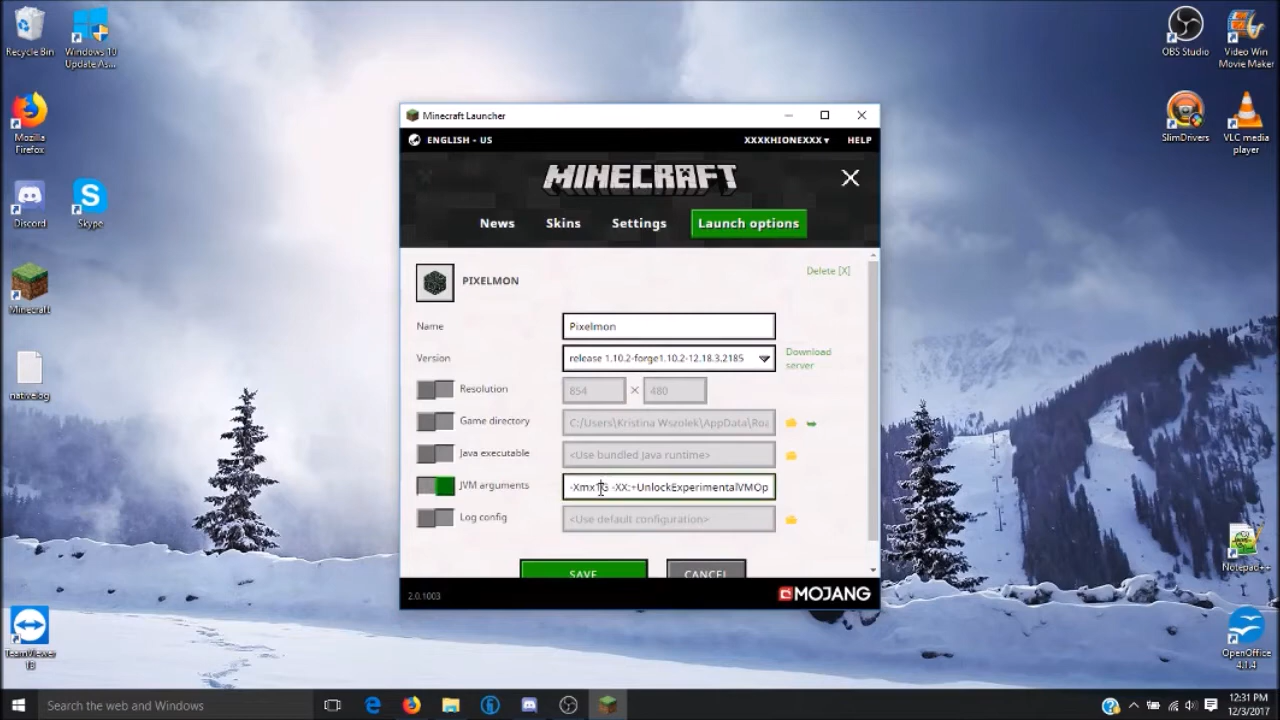 Recycle Bin
Windows 10
Update As...
Mozilla
Firefox
Discord
Skype
Minecraft
native.log
TeamViewer
13
OBS Studio
Video Win
Movie Maker
SlimDrivers
VLC media
player
Notepad++
OpenOffice
4.1.4
Minecraft Launcher
ENGLISH - US
XXXKHIONEXXX
HELP
MINECRAFT
News
Skins
Settings
Launch options
Delete [X]
PIXELMON
Name
Pixelmon
Version
release 1.10.2-forge1.10.2-12.18.3.2185
Download
server
Resolution
854
×
480
Game directory
C:/Users\Kristina Wszolek\AppData\Roa
Java executable
<Use bundled Java runtime>
JVM arguments
-Xmx1G -XX:+UnlockExperimentalVMOp
Log config
<Use default configuration>
SAVE
CANCEL
2.0.1003
MOJANG
Search the web and Windows
12:31 PM
12/3/2017